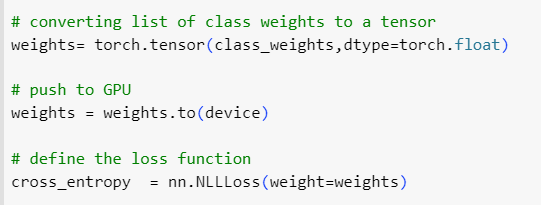 # converting list of class weights to a tensor
weights= torch.tensor(class_weights,dtype=torch.float)
# push to GPU
weights = weights.to(device)
# define the loss function
cross_entropy  = nn.NLLLoss(weight=weights)